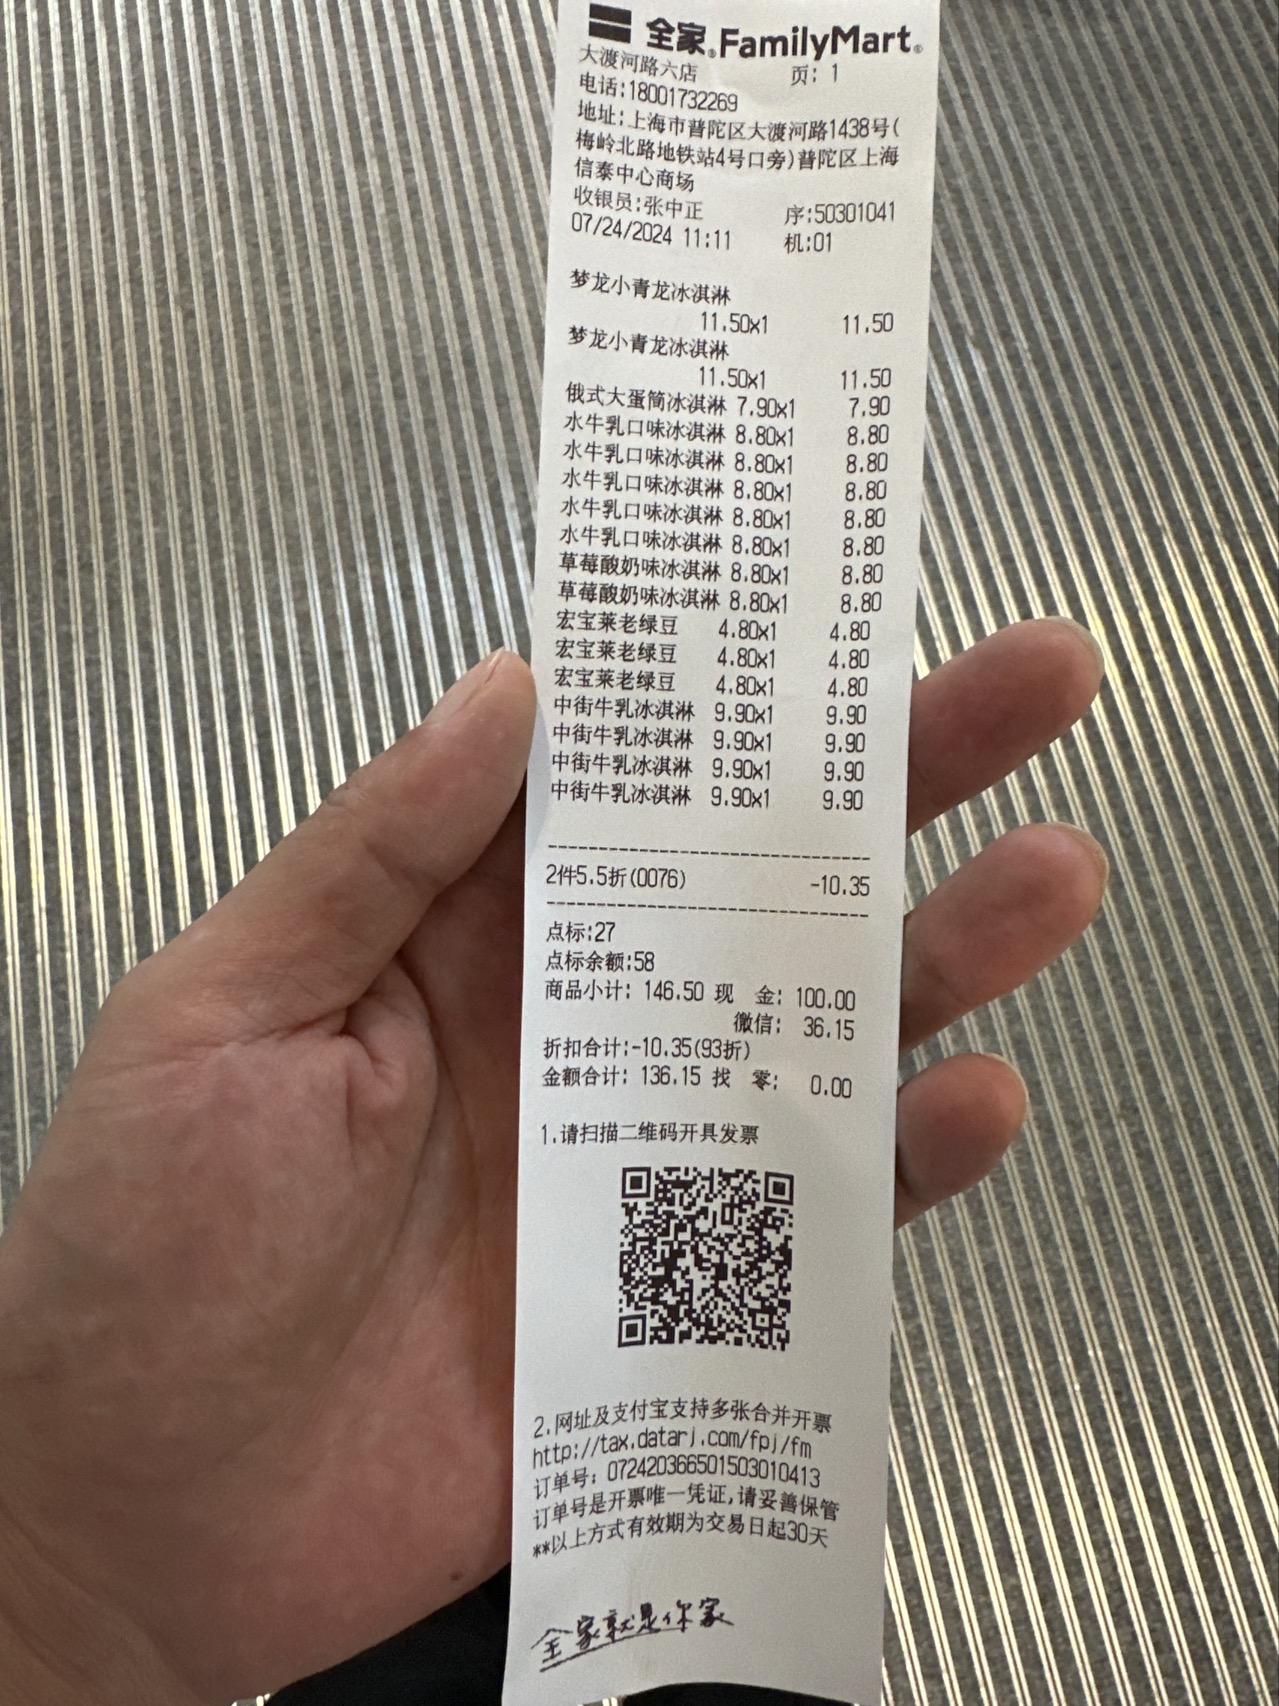 全家 FamilyMart
大渡河路六店 页: 1
电话:18001732269
地址:上海市普陀区大渡河路1438号(
梅岭北路地铁站4号口旁)普陀区上海
信泰中心商场
收银员:张中正 序:50301041
07/24/2024 11:11 机:01
梦龙小青龙冰淇淋
11.50x1 11.50
梦龙小青龙冰淇淋
11.50x1 11.50
俄式大蛋筒冰淇淋 7.90x1 7.90
水牛乳口味冰淇淋 8.80x1 8.80
水牛乳口味冰淇淋 8.80x1 8.80
水牛乳口味冰淇淋 8.80x1 8.80
水牛乳口味冰淇淋 8.80x1 8.80
水牛乳口味冰淇淋 8.80x1 8.80
草莓酸奶味冰淇淋 8.80x1 8.80
草莓酸奶味冰淇淋 8.80x1 8.80
宏宝莱老绿豆 4.80x1 4.80
宏宝莱老绿豆 4.80x1 4.80
宏宝莱老绿豆 4.80x1 4.80
中街牛乳冰淇淋 9.90x1 9.90
中街牛乳冰淇淋 9.90x1 9.90
中街牛乳冰淇淋 9.90x1 9.90
中街牛乳冰淇淋 9.90x1 9.90
2件5.5折(0076) -10.35
点标:27
点标余额:58
商品小计: 146.50 现 金: 100.00
微信: 36.15
折扣合计:-10.35(93折)
金额合计: 136.15 找 零: 0.00
1.请扫描二维码开具发票
2.网址及支付宝支持多张合并开票
http://tax.datarj.com/fpj/fm
订单号: 072420366501503010413
订单号是开票唯一凭证,请妥善保管
**以上方式有效期为交易日起30天
全家就是你家